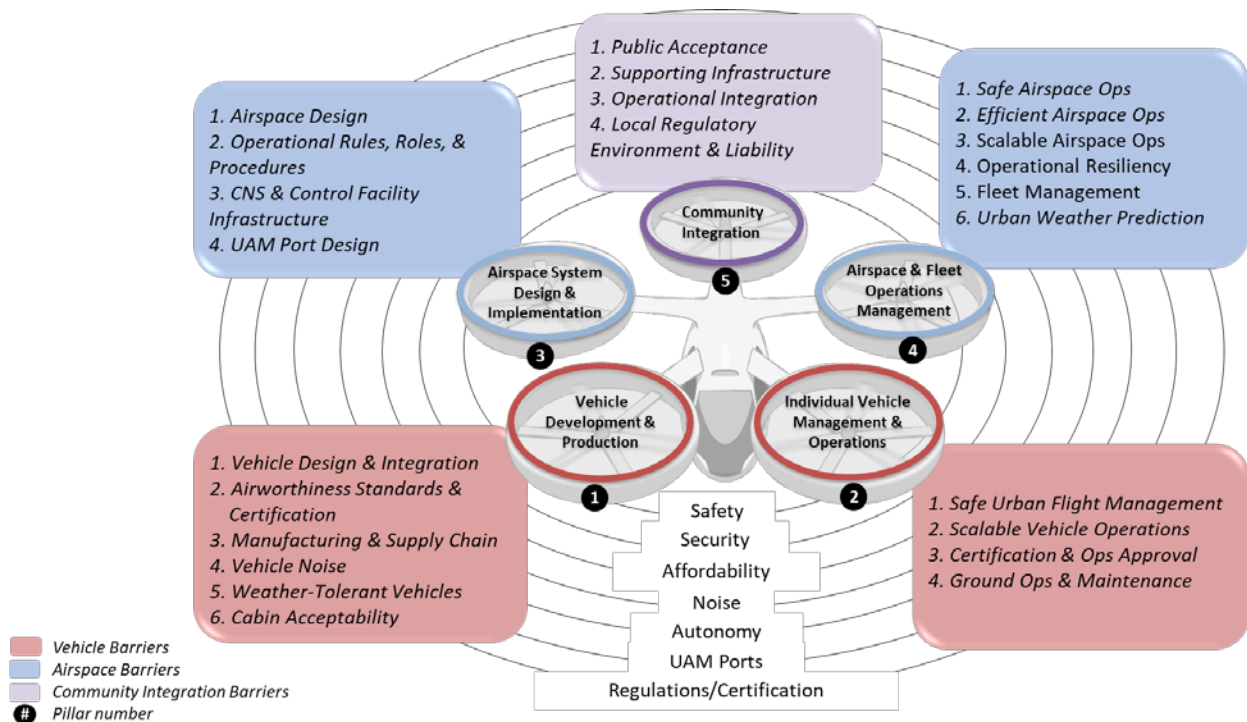 1. Public Acceptance
2. Supporting Infrastructure
3. Operational Integration
4. Local Regulatory
Environment & Liability
1. Airspace Design
2. Operational Rules, Roles, &
Procedures
3. CNS & Control Facility
Infrastructure
4. UAM Port Design
1. Safe Airspace Ops
2. Efficient Airspace Ops
3. Scalable Airspace Ops
4. Operational Resiliency
5. Fleet Management
6. Urban Weather Prediction
Community
Integration
5
Airspace System
Design &
Implementation
3
Airspace & Fleet
Operations
Management
4
Vehicle
Development &
Production
1
Individual Vehicle
Management &
Operations
2
1. Vehicle Design & Integration
2. Airworthiness Standards &
Certification
3. Manufacturing & Supply Chain
4. Vehicle Noise
5. Weather-Tolerant Vehicles
6. Cabin Acceptability
1. Safe Urban Flight Management
2. Scalable Vehicle Operations
3. Certification & Ops Approval
4. Ground Ops & Maintenance
Safety
Security
Affordability
Noise
Autonomy
UAM Ports
Regulations/Certification
Vehicle Barriers
Airspace Barriers
Community Integration Barriers
# Pillar number